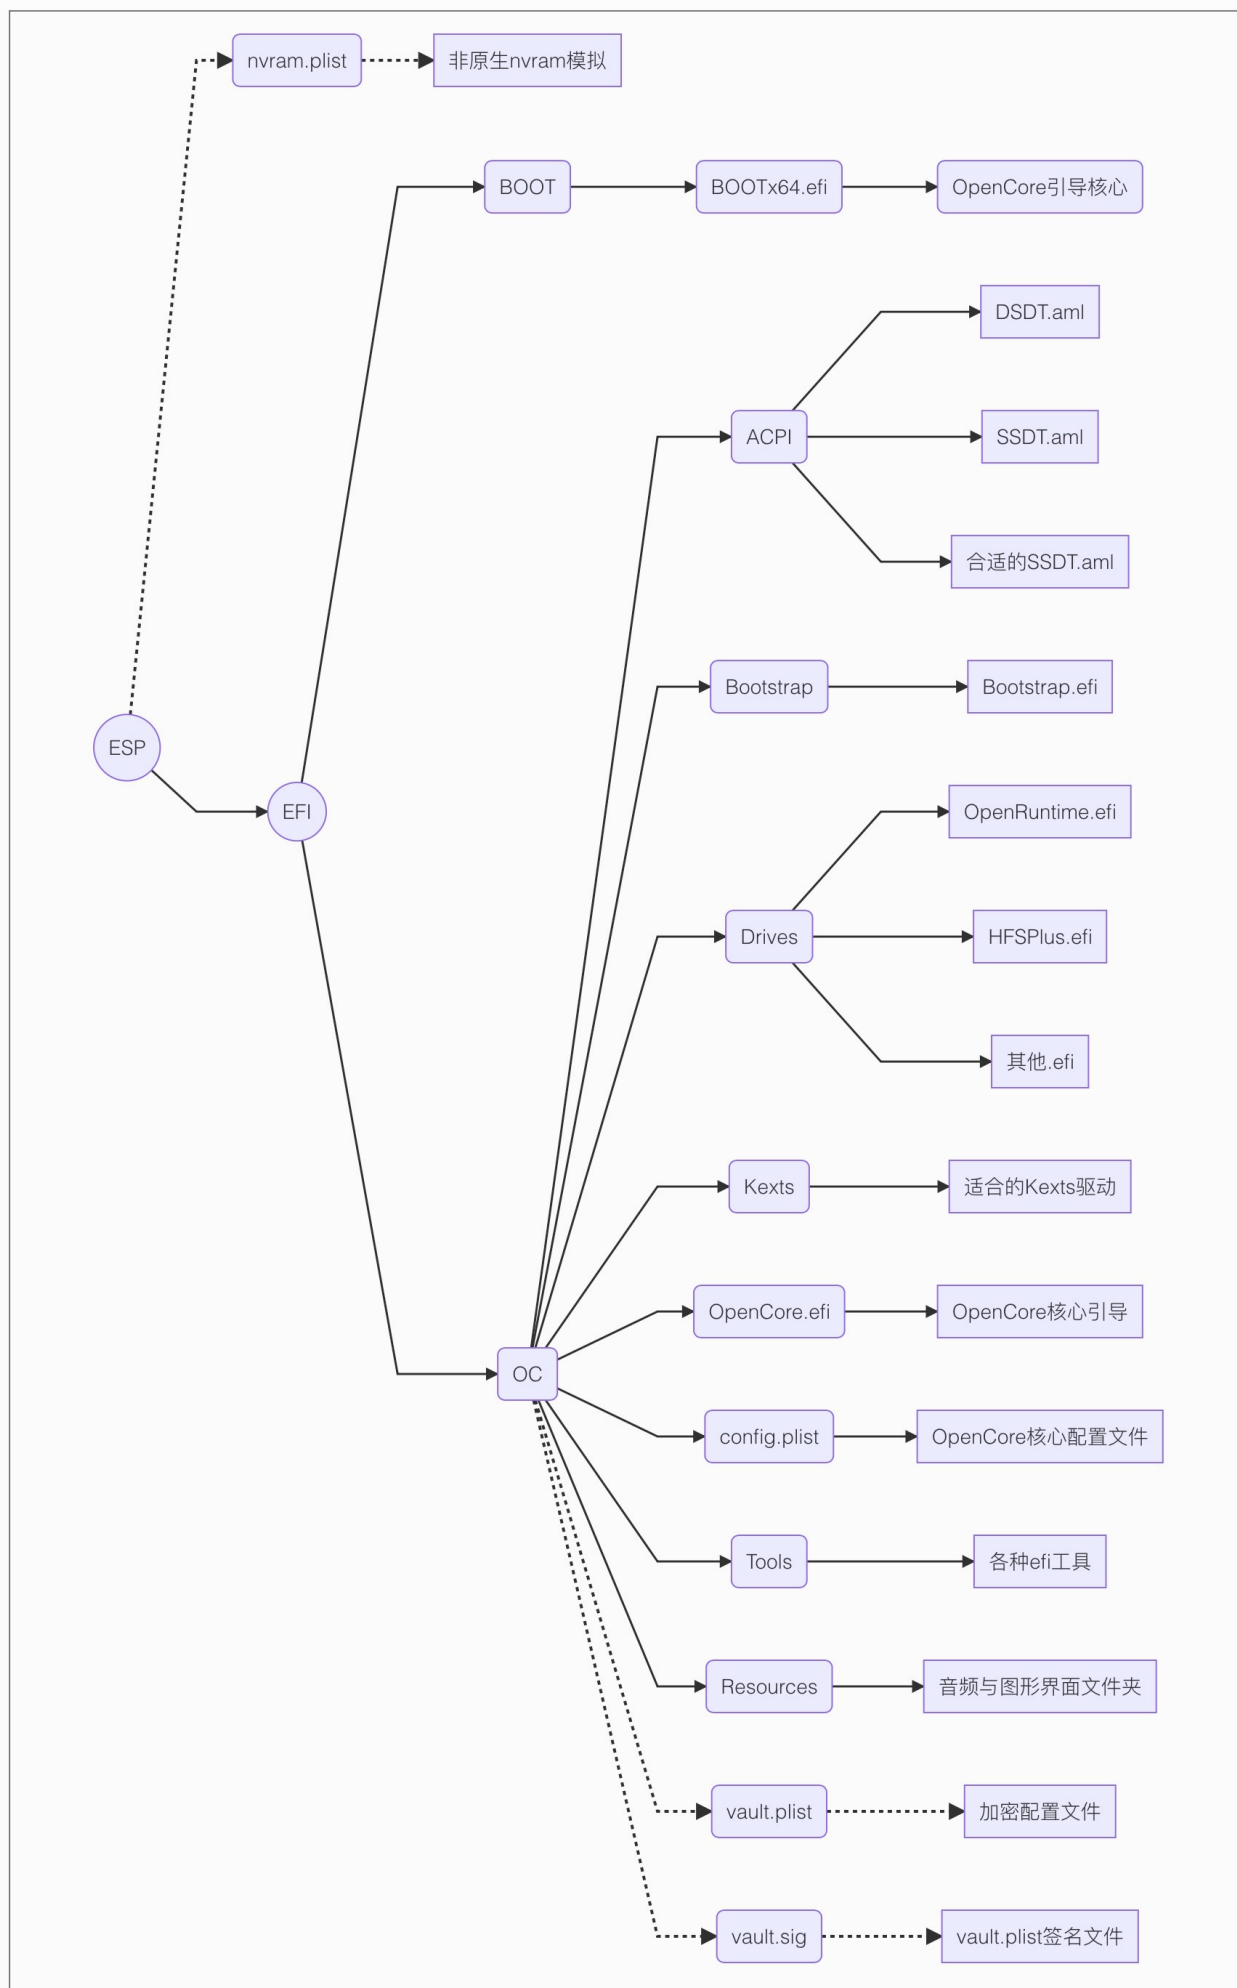 nvram.plist
非原生nvram模拟
BOOT
BOOTx64.efi
OpenCore引导核心
DSDT.aml
ACPI
SSDT.aml
合适的SSDT.aml
Bootstrap
Bootstrap.efi
ESP
EFI
OpenRuntime.efi
Drives
HFSPlus.efi
其他.efi
Kexts
适合的Kexts驱动
OpenCore.efi
OpenCore核心引导
OC
config.plist
OpenCore核心配置文件
Tools
各种efi工具
Resources
音频与图形界面文件夹
vault.plist
加密配置文件
vault.sig
vault.plist签名文件